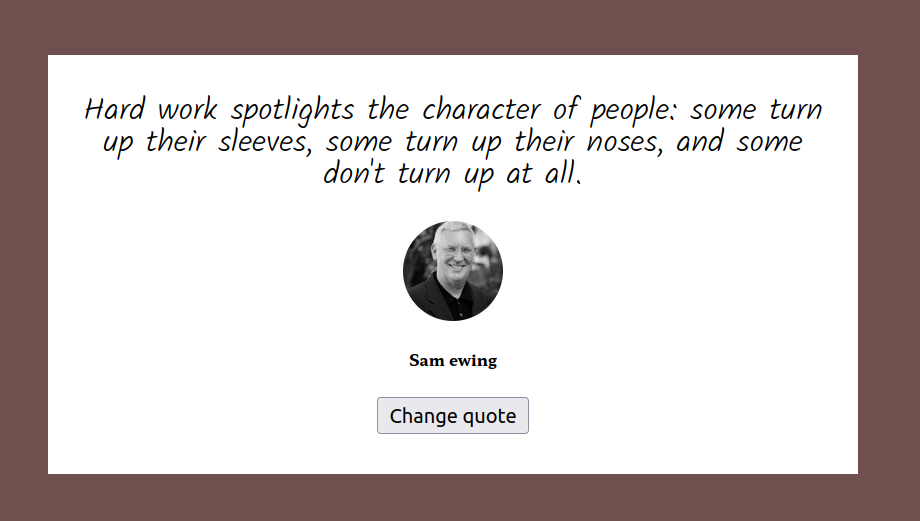 Hard work spotlights the character of people: some turn
up their sleeves, some turn up their noses, and some
don't turn up at all.
Sam ewing
Change quote